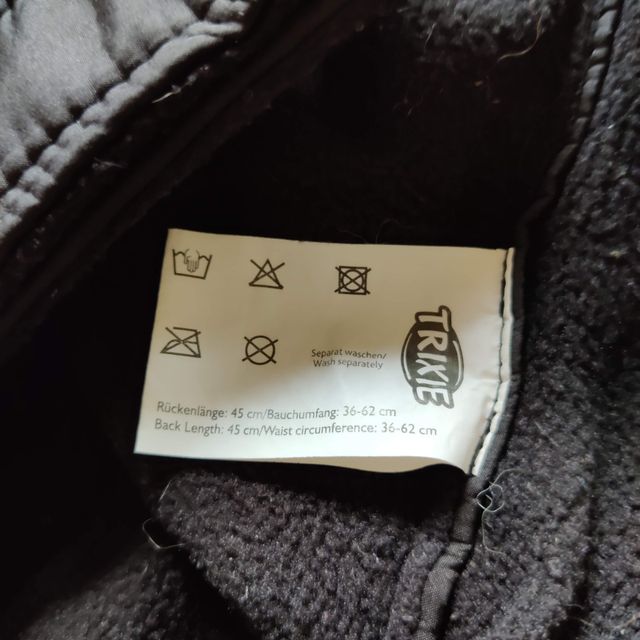 Separat waschen/
Wash separately
TRIXIE
Rückenlänge: 45 cm/Bauchumfang: 36-62 cm
Back Length: 45 cm/Waist circumference: 36-62 cm